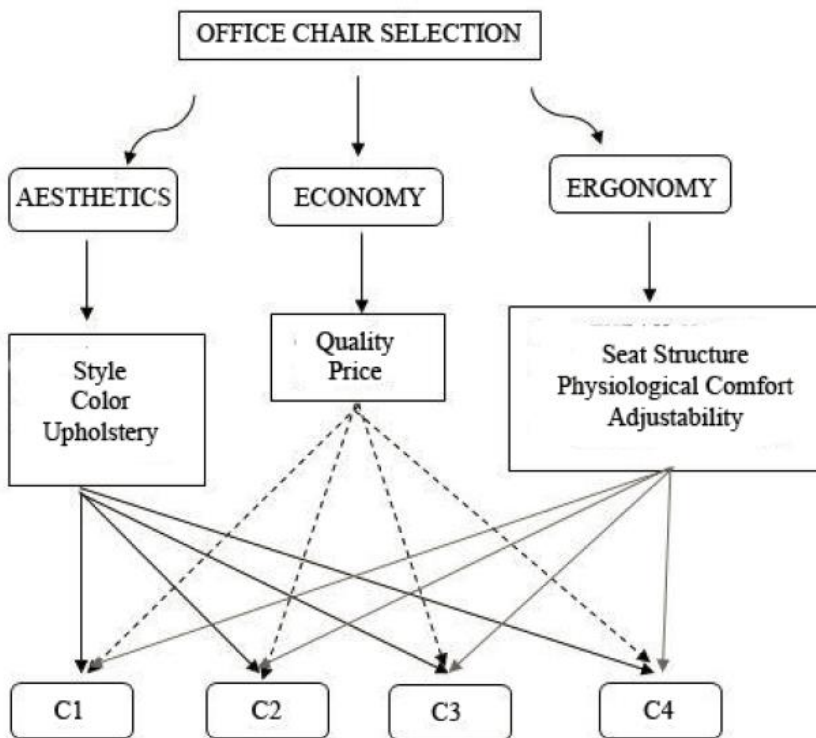 OFFICE CHAIR SELECTION
AESTHETICS
ECONOMY
ERGONOMY
Style
Color
Upholstery
Quality
Price
Seat Structure
Physiological Comfort
Adjustability
C1
C2
C3
C4